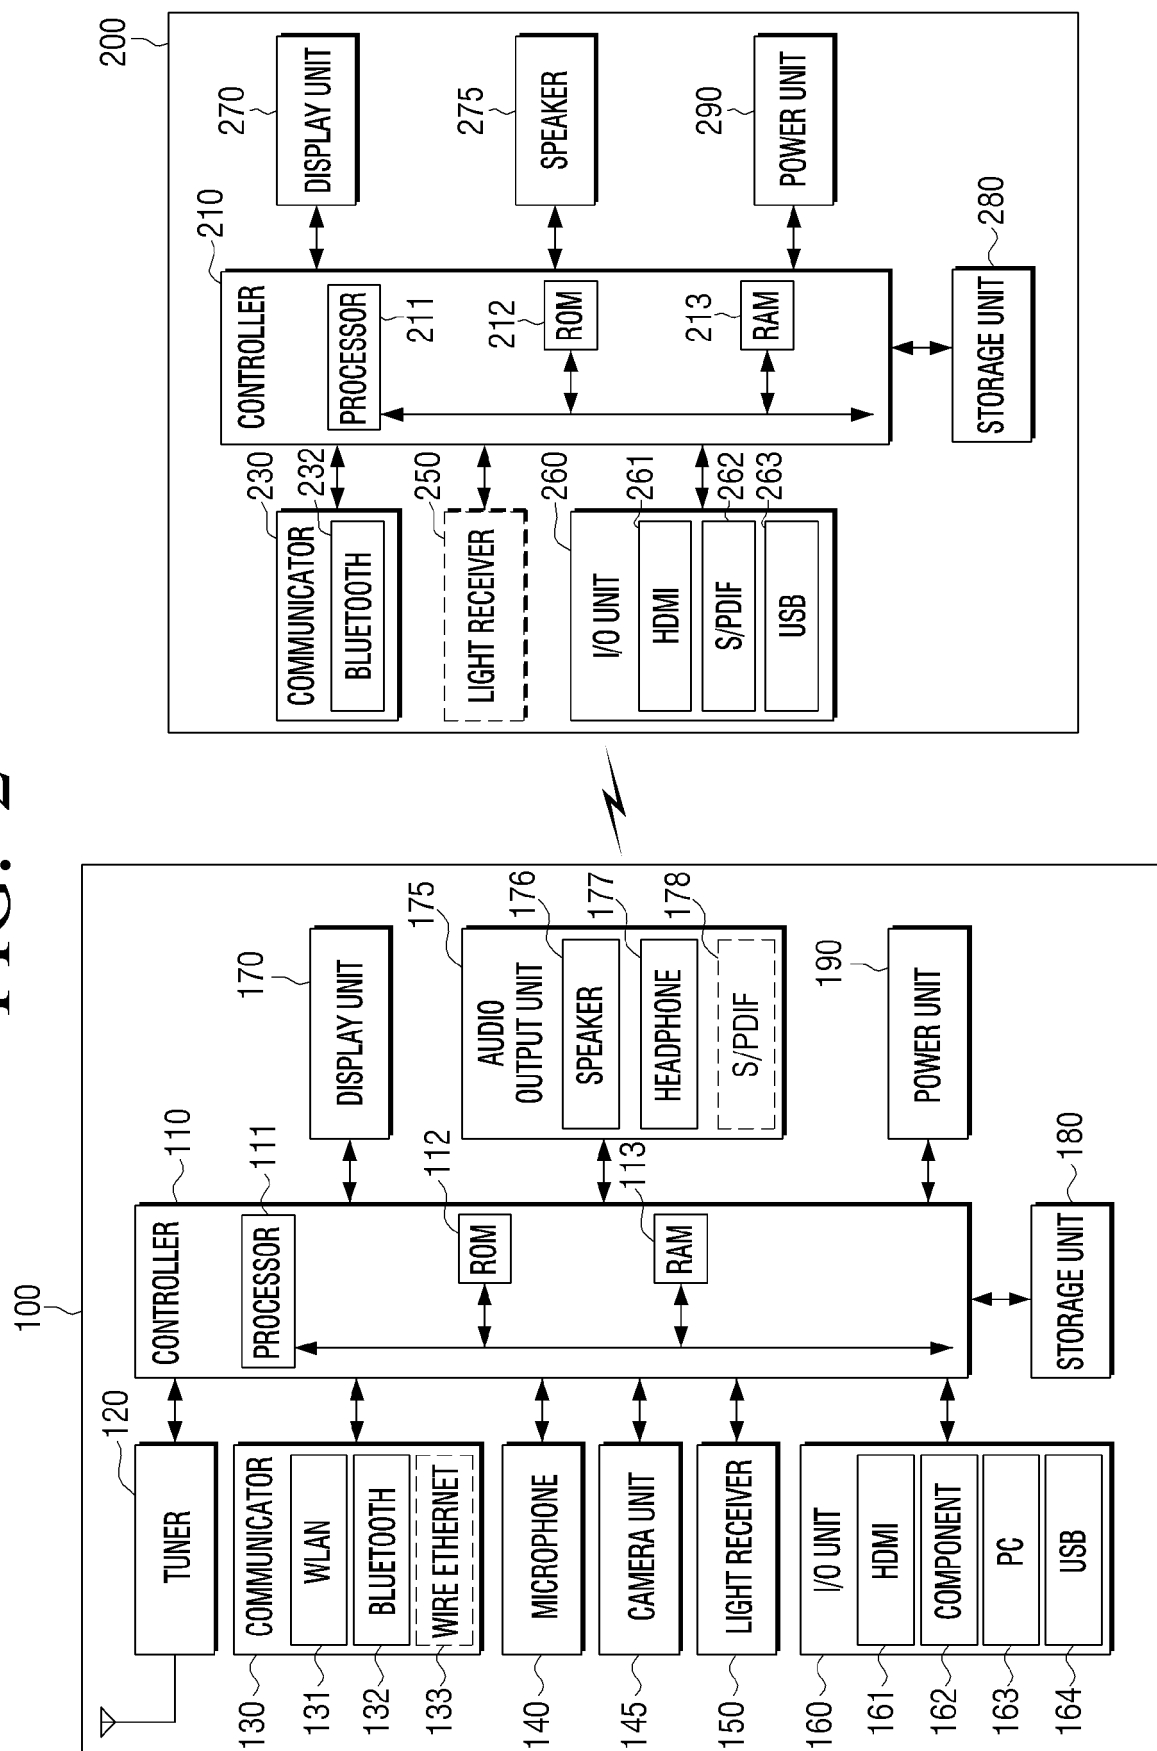 FIG. 2
100
120
TUNER
130
COMMUNICATOR
131
WLAN
132
BLUETOOTH
133
WIRE ETHERNET
140
MICROPHONE
145
CAMERA UNIT
150
LIGHT RECEIVER
160
I/O UNIT
161
HDMI
162
COMPONENT
163
PC
164
USB
110
CONTROLLER
111
PROCESSOR
112
ROM
113
RAM
180
STORAGE UNIT
170
DISPLAY UNIT
175
AUDIO
OUTPUT UNIT
176
SPEAKER
177
HEADPHONE
178
S/PDIF
190
POWER UNIT
200
230
COMMUNICATOR
232
BLUETOOTH
250
LIGHT RECEIVER
260
I/O UNIT
261
HDMI
262
S/PDIF
263
USB
210
CONTROLLER
211
PROCESSOR
212
ROM
213
RAM
280
STORAGE UNIT
270
DISPLAY UNIT
275
SPEAKER
290
POWER UNIT